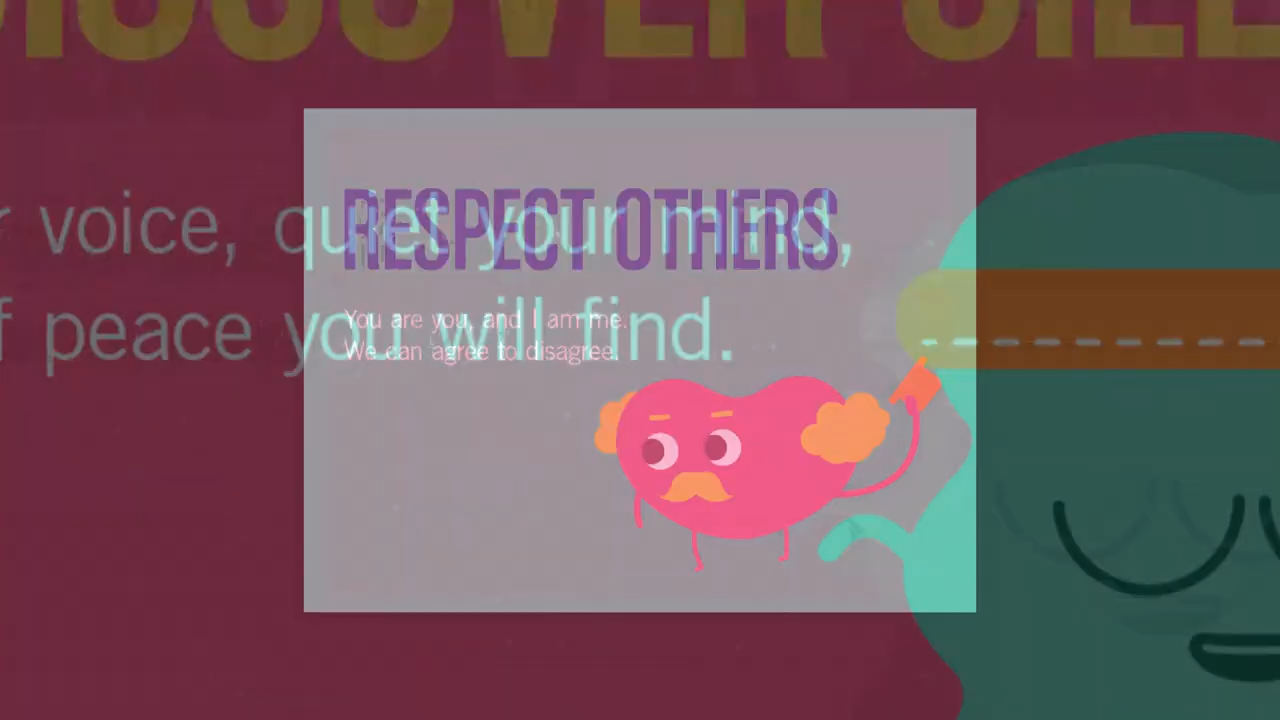 r voice, quiet your mind,
f peace you will find.
RESPECT OTHERS
You are you, and I am me.
We can agree to disagree.